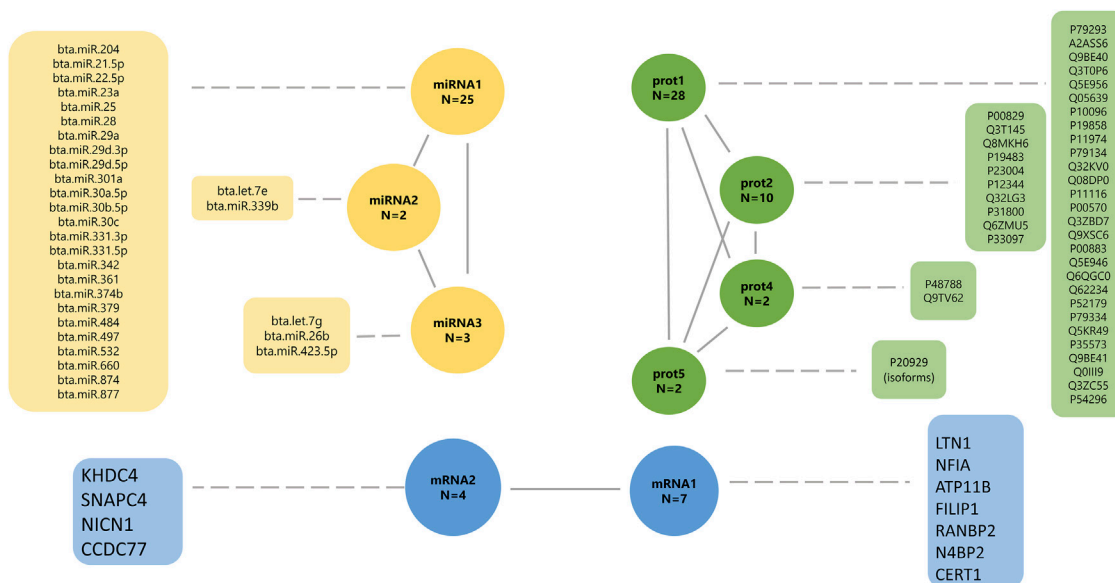 bta.miR.204
bta.miR.21.5p
bta.miR.22.5p
bta.miR.23a
bta.miR.25
bta.miR.28
bta.miR.29a
bta.miR.29d.3p
bta.miR.29d.5p
bta.miR.301a
bta.miR.30a.5p
bta.miR.30b.5p
bta.miR.30c
bta.miR.331.3p
bta.miR.331.5p
bta.miR.342
bta.miR.361
bta.miR.374b
bta.miR.379
bta.miR.484
bta.miR.497
bta.miR.532
bta.miR.660
bta.miR.874
bta.miR.877
miRNA1
N=25
bta.let.7e
bta.miR.339b
miRNA2
N=2
bta.let.7g
bta.miR.26b
bta.miR.423.5p
miRNA3
N=3
prot1
N=28
prot2
N=10
prot4
N=2
prot5
N=2
P00829
Q3T145
Q8MKH6
P19483
P23004
P12344
Q32LG3
P31800
Q6ZMU5
P33097
P48788
Q9TV62
P20929
(isoforms)
P79293
A2ASS6
Q9BE40
Q3T0P6
Q5E956
Q05639
P10096
P19858
P11974
P79134
Q32KV0
Q08DP0
P11116
P00570
Q3ZBD7
Q9XSC6
P00883
Q5E946
Q6QGC0
Q62234
P52179
P79334
Q5KR49
P35573
Q9BE41
Q0III9
Q3ZC55
P54296
KHDC4
SNAPC4
NICN1
CCDC77
mRNA2
N=4
mRNA1
N=7
LTN1
NFIA
ATP11B
FILIP1
RANBP2
N4BP2
CERT1